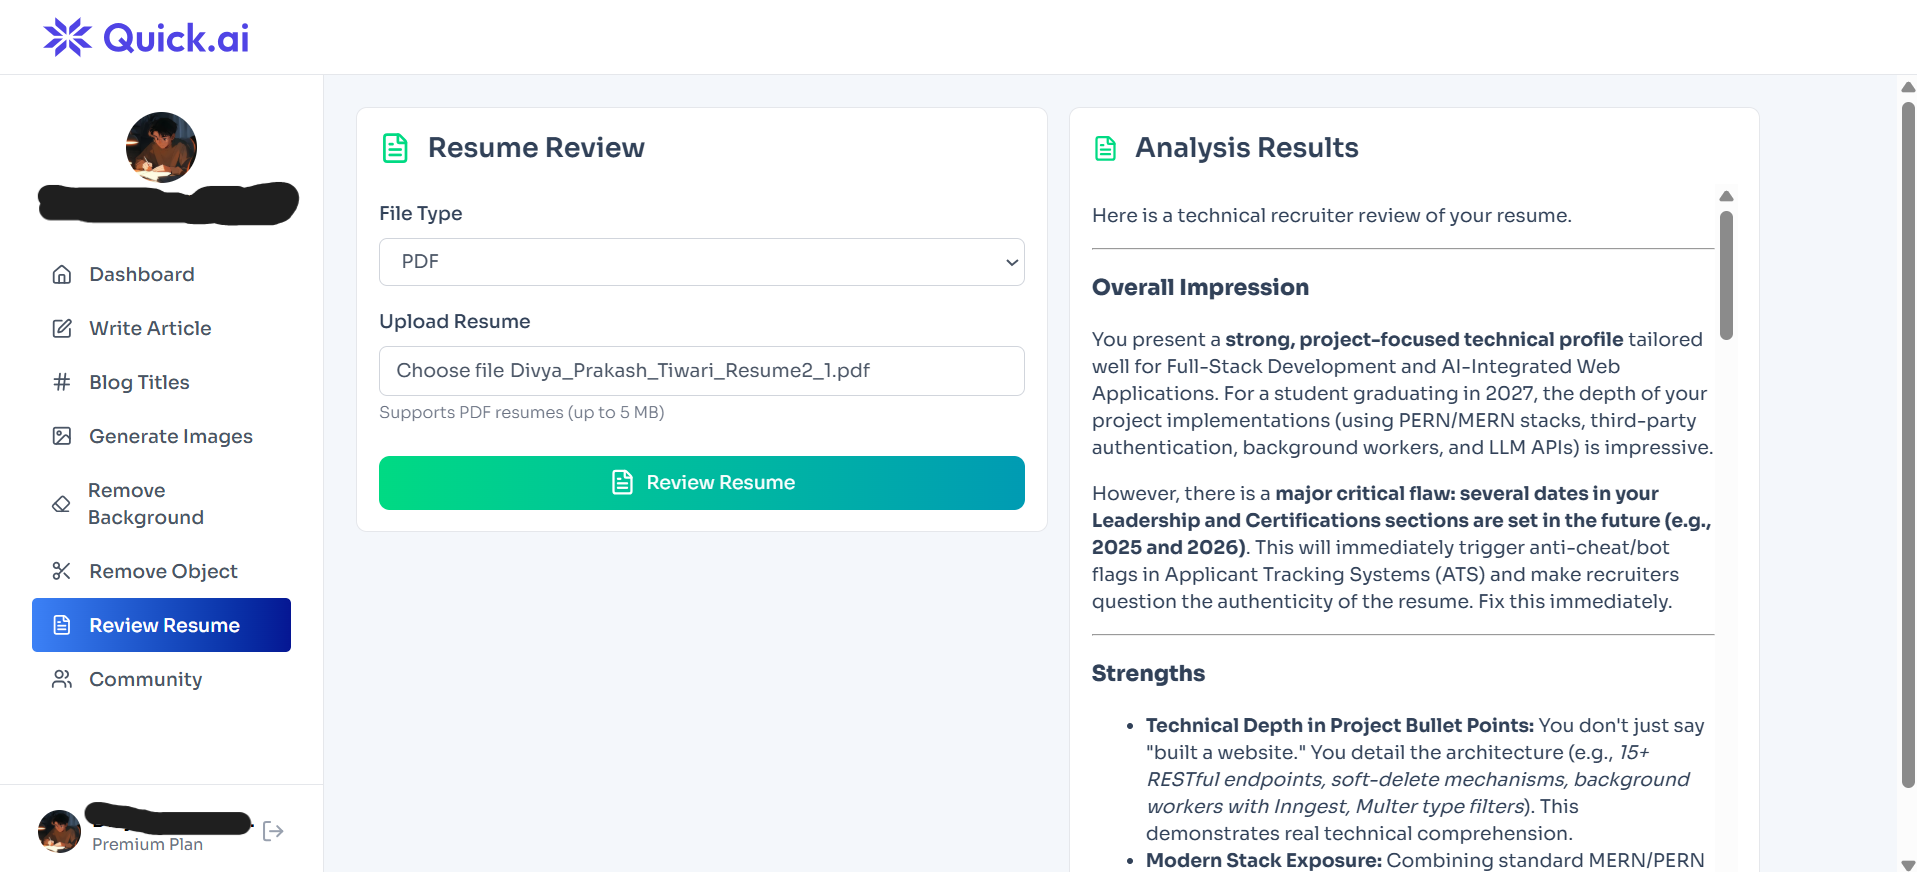 Quick.ai
Dashboard
Write Article
Blog Titles
Generate Images
Remove
Background
Remove Object
Review Resume
Community
Premium Plan
Resume Review
File Type
PDF
Upload Resume
Choose file Divya_Prakash_Tiwari_Resume2_1.pdf
Supports PDF resumes (up to 5 MB)
Review Resume
Analysis Results
Here is a technical recruiter review of your resume.
Overall Impression
You present a strong, project-focused technical profile tailored
well for Full-Stack Development and AI-Integrated Web
Applications. For a student graduating in 2027, the depth of your
project implementations (using PERN/MERN stacks, third-party
authentication, background workers, and LLM APIs) is impressive.
However, there is a major critical flaw: several dates in your
Leadership and Certifications sections are set in the future (e.g.,
2025 and 2026). This will immediately trigger anti-cheat/bot
flags in Applicant Tracking Systems (ATS) and make recruiters
question the authenticity of the resume. Fix this immediately.
Strengths
• Technical Depth in Project Bullet Points: You don't just say
"built a website." You detail the architecture (e.g., 15+
RESTful endpoints, soft-delete mechanisms, background
workers with Inngest, Multer type filters). This
demonstrates real technical comprehension.
• Modern Stack Exposure: Combining standard MERN/PERN